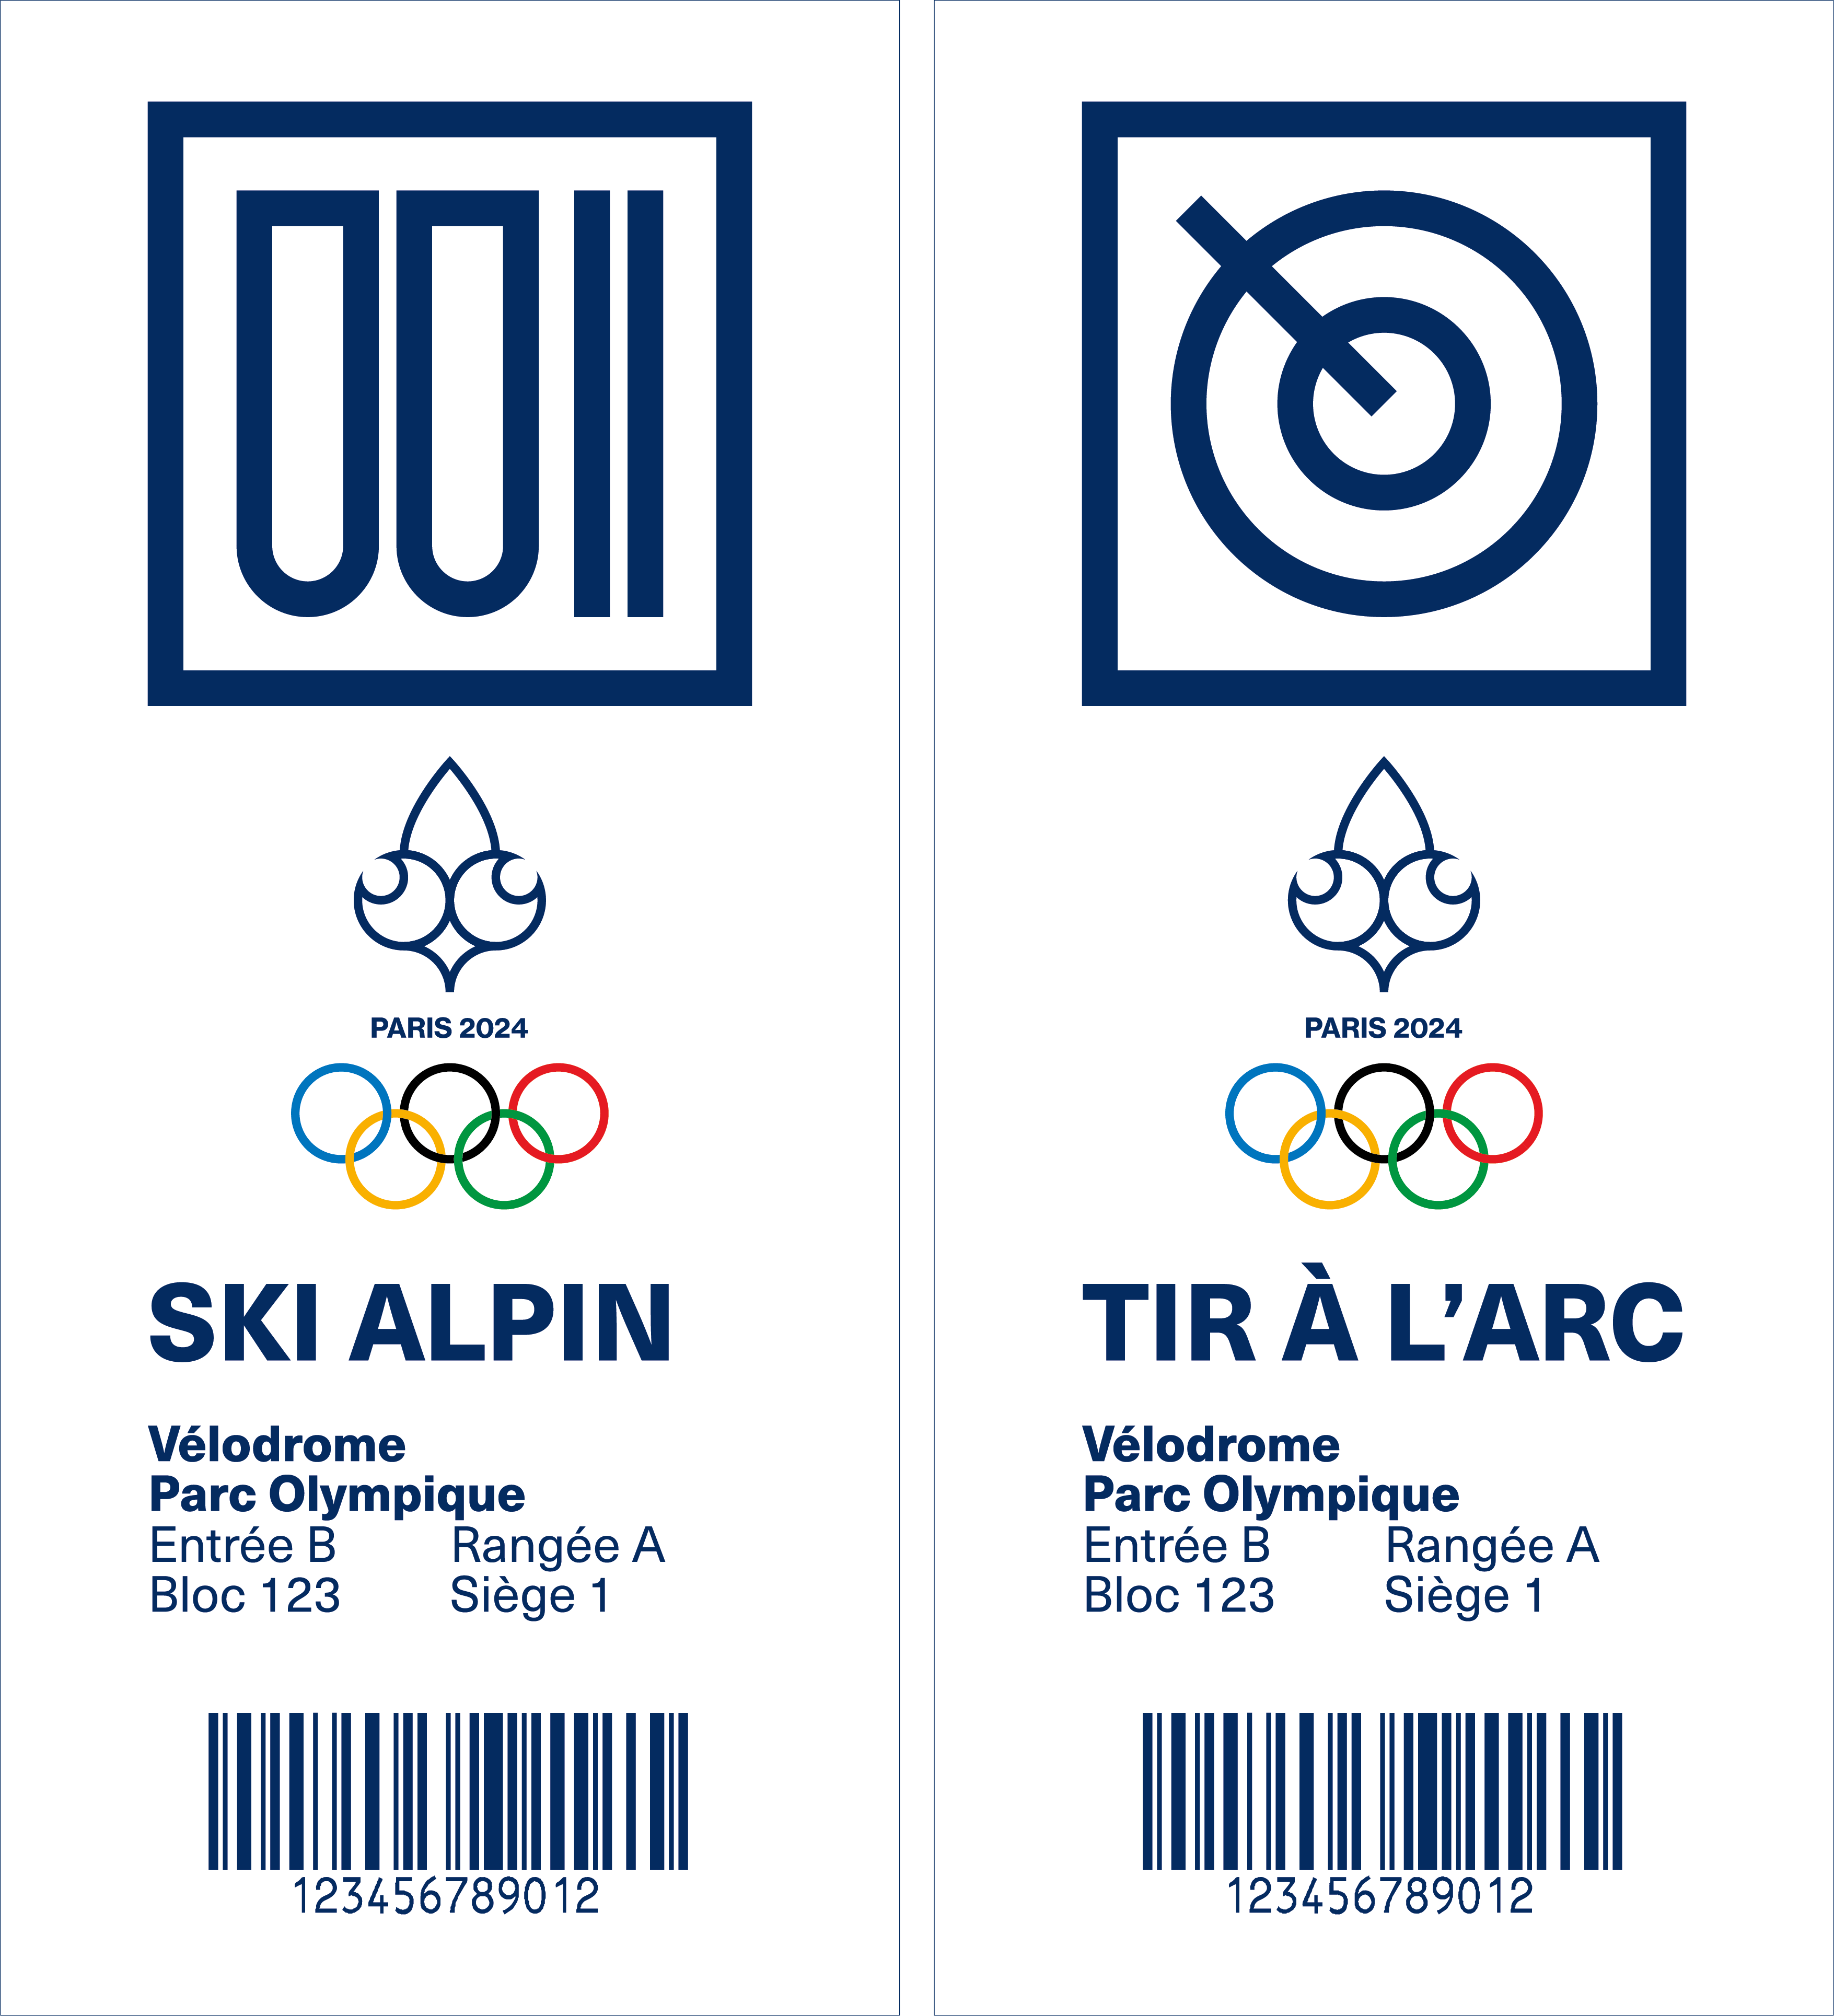 PARIS 2024
SKI ALPIN
Vélodrome
Parc Olympique
Entrée B Rangée A
Bloc 123 Siège 1
123456789012
PARIS 2024
TIR À L’ARC
Vélodrome
Parc Olympique
Entrée B Rangée A
Bloc 123 Siège 1
123456789012